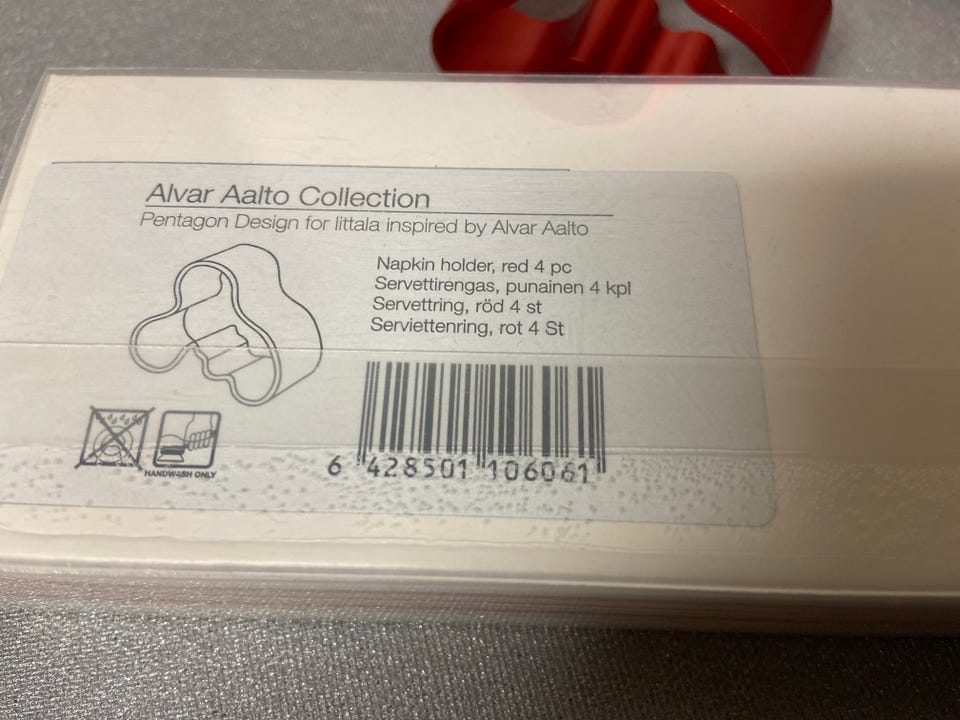 Alvar Aalto Collection
Pentagon Design for Iittala inspired by Alvar Aalto
Napkin holder, red 4 pc
Servettirengas, punainen 4 kpl
Servettring, röd 4 st
Serviettenring, rot 4 St
HANDWASH ONLY
6 428501 106061